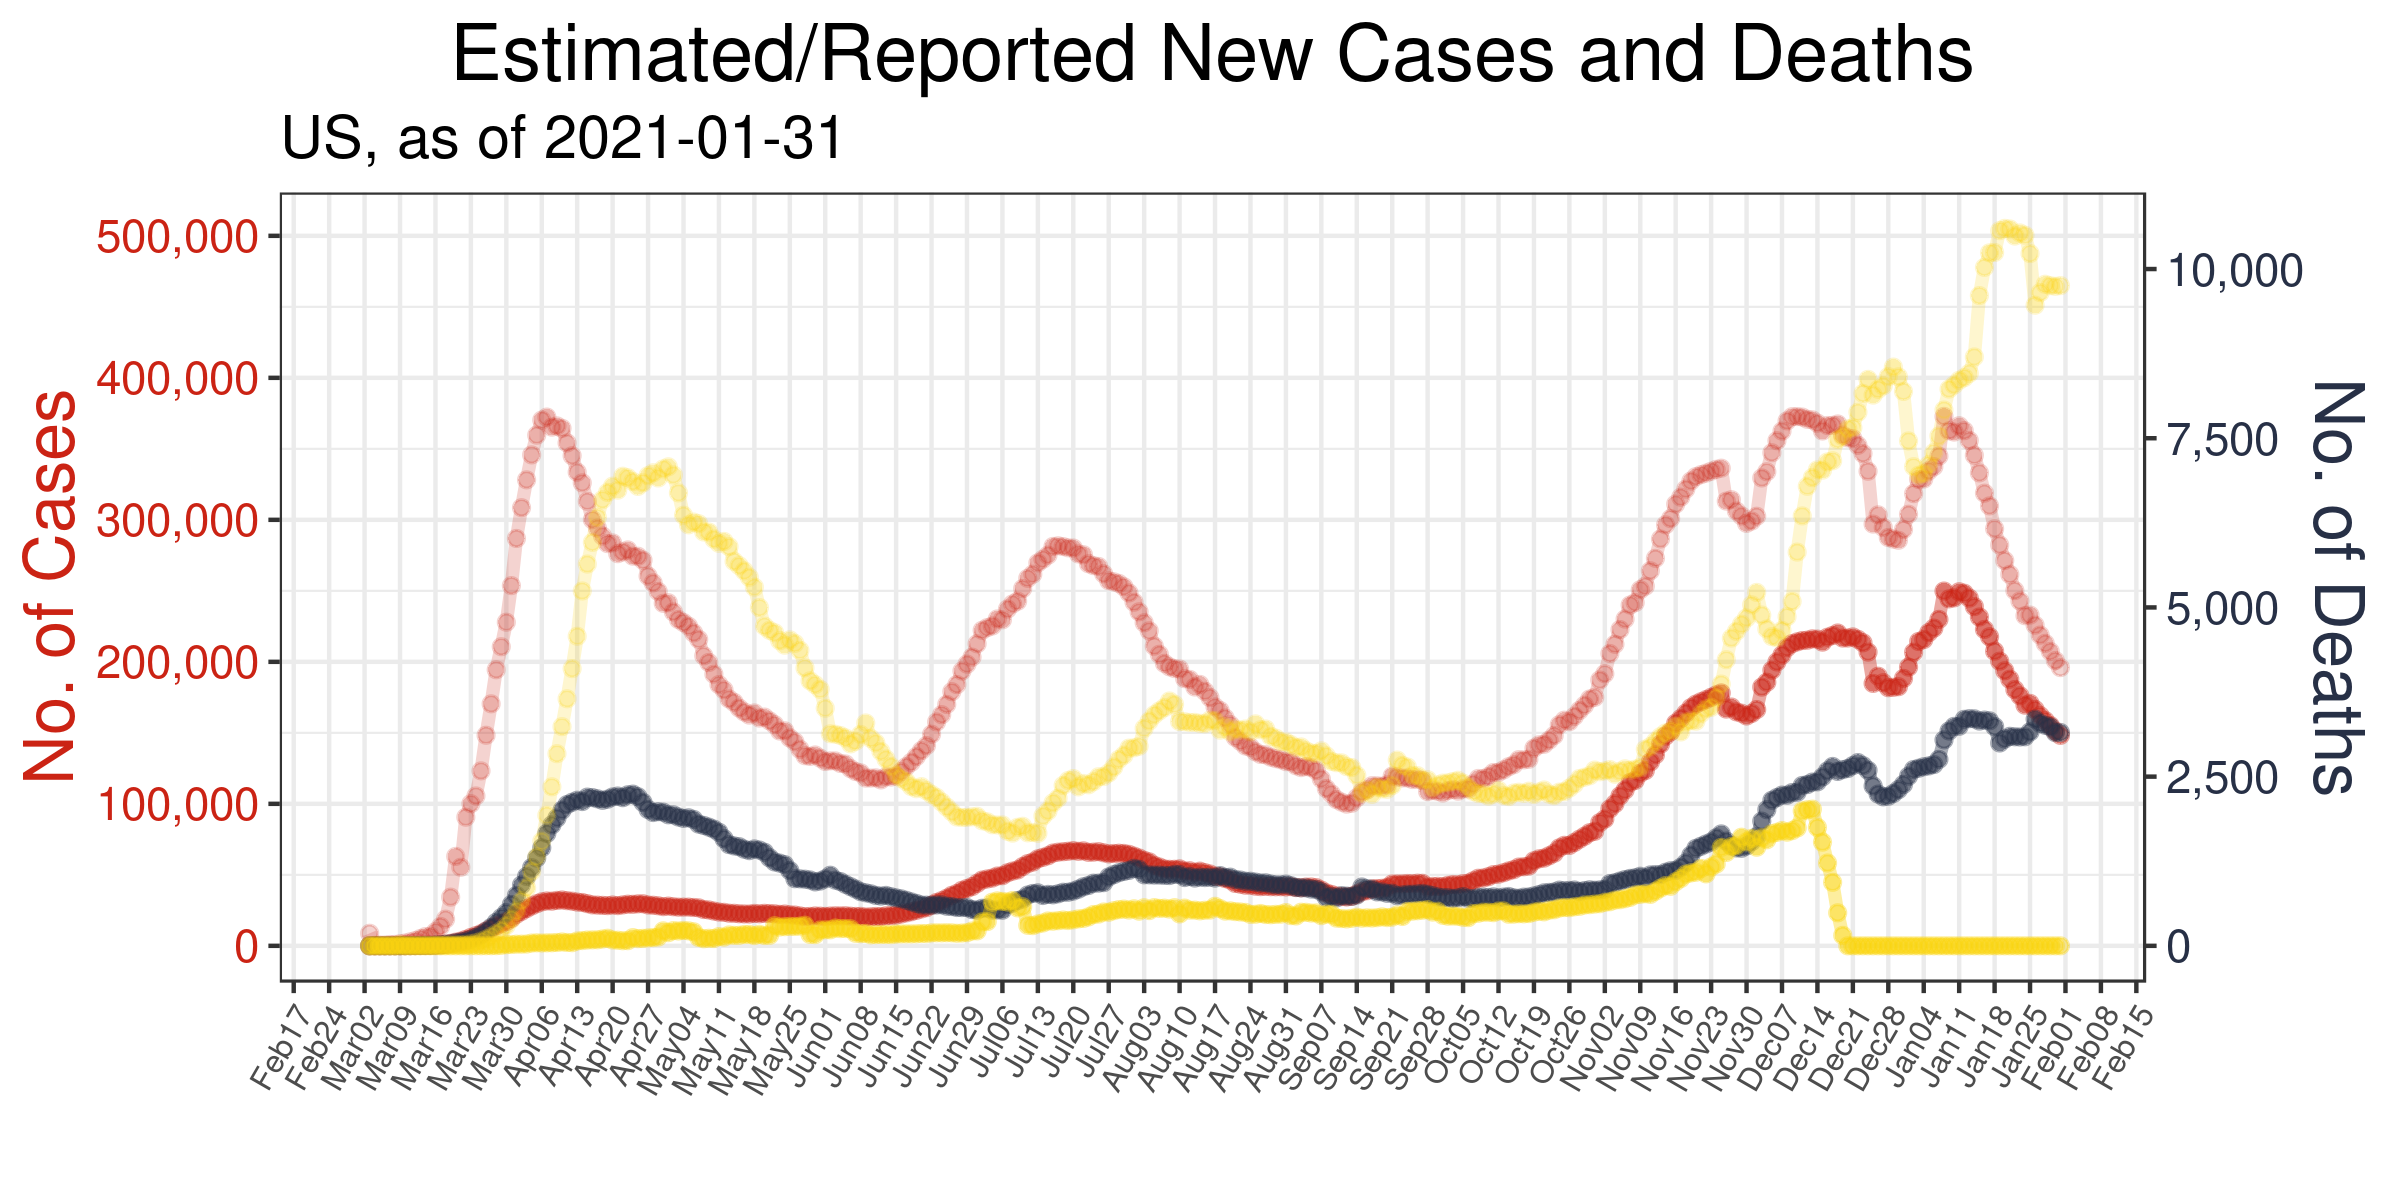 Estimated/Reported New Cases and Deaths
US, as of 2021-01-31
No. of Cases
500,000
400,000
300,000
200,000
100,000
0
10,000
7,500
5,000
2,500
0
No. of Deaths
Feb17
Feb24
Mar02
Mar09
Mar16
Mar23
Mar30
Apr06
Apr13
Apr20
Apr27
May04
May11
May18
May25
Jun01
Jun08
Jun15
Jun22
Jun29
Jul06
Jul13
Jul20
Jul27
Aug03
Aug10
Aug17
Aug24
Aug31
Sep07
Sep14
Sep21
Sep28
Oct05
Oct12
Oct19
Oct26
Nov02
Nov09
Nov16
Nov23
Nov30
Dec07
Dec14
Dec21
Dec28
Jan04
Jan11
Jan18
Jan25
Feb01
Feb08
Feb15